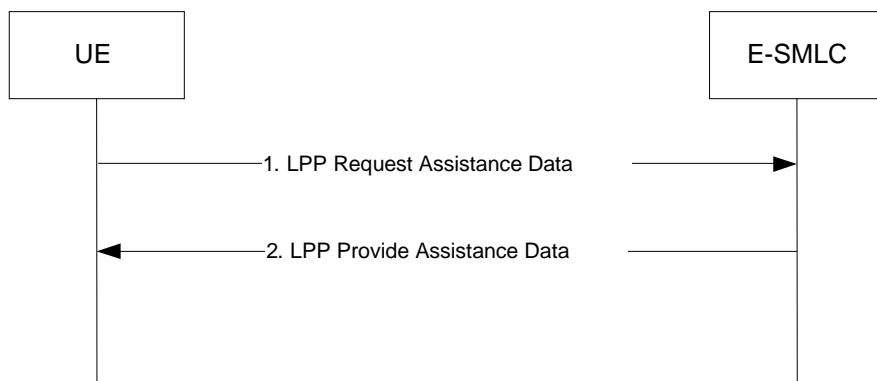 UE
E-SMLC
1. LPP Request Assistance Data
2. LPP Provide Assistance Data